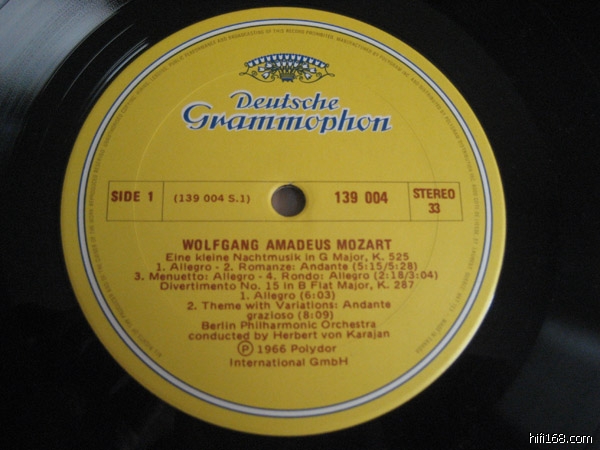 Deutsche
Grammophon
SIDE 1
(139 004 S.1)
139 004
STEREO
33
WOLFGANG AMADEUS MOZART
Eine kleine Nachtmusik in G Major, K. 525
1. Allegro - 2. Romanze: Andante (5:15/5:28)
3. Menuetto: Allegro - 4. Rondo: Allegro (2:18/3:04)
Divertimento No. 15 in B Flat Major, K. 287
1. Allegro (6:03)
2. Theme with Variations: Andante
grazioso (8:09)
Berlin Philharmonic Orchestra
conducted by Herbert von Karajan
Ⓟ 1966 Polydor
International GmbH
hifi168.com